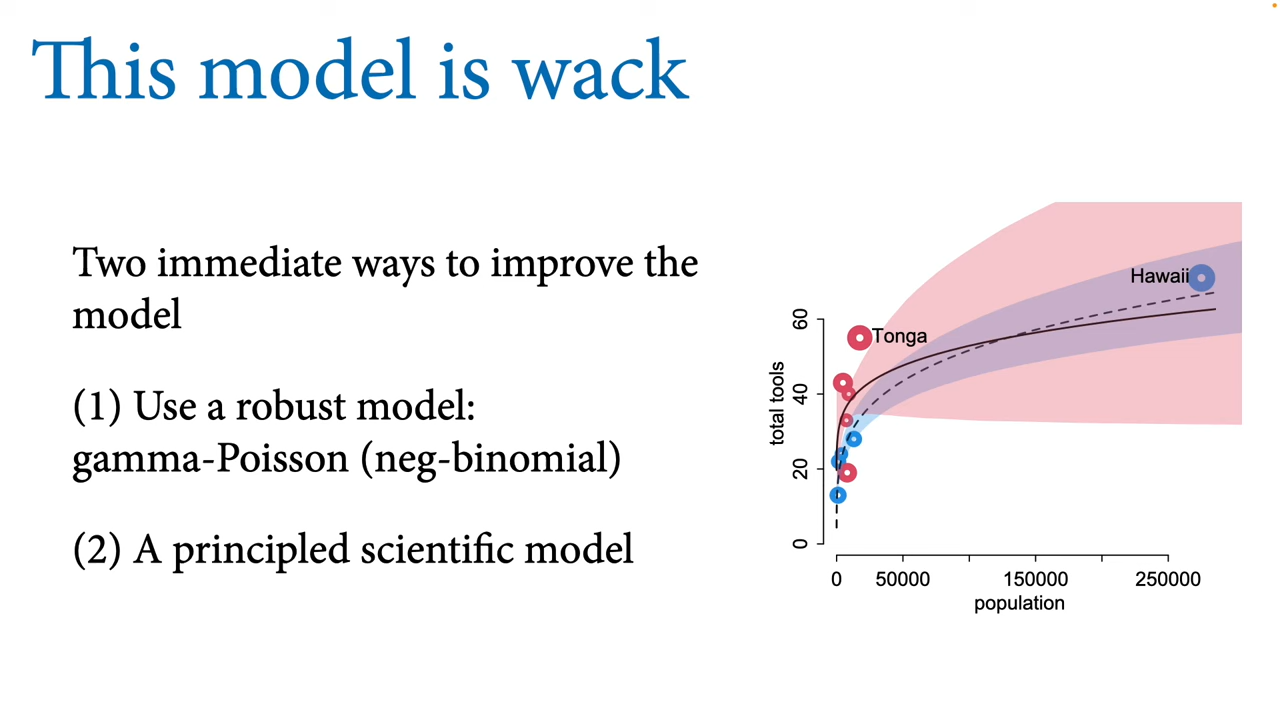 This model is wack
Two immediate ways to improve the
model
(1) Use a robust model:
gamma-Poisson (neg-binomial)
(2) A principled scientific model
Hawaii
Tonga
total tools
60
40
20
0
0 50000 150000 250000
population